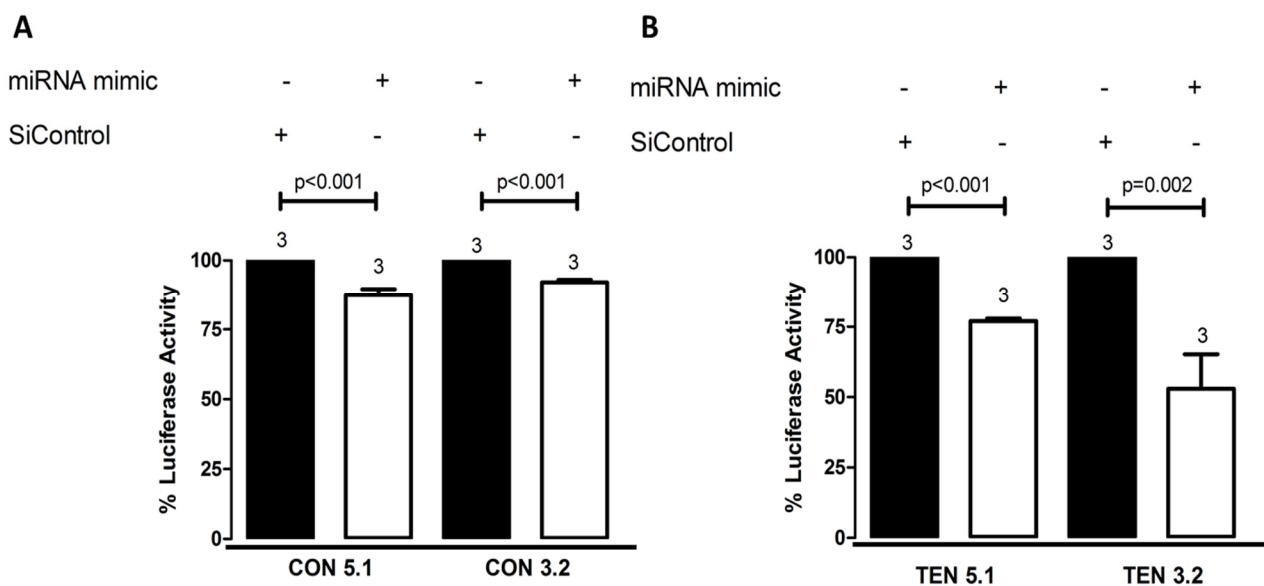 A
miRNA mimic - + - +
SiControl + - + -
p<0.001 p<0.001
3 3 3 3
100
75
50
25
0
% Luciferase Activity
CON 5.1 CON 3.2
B
miRNA mimic - + - +
SiControl + - + -
p<0.001 p=0.002
3 3 3 3
100
75
50
25
0
% Luciferase Activity
TEN 5.1 TEN 3.2